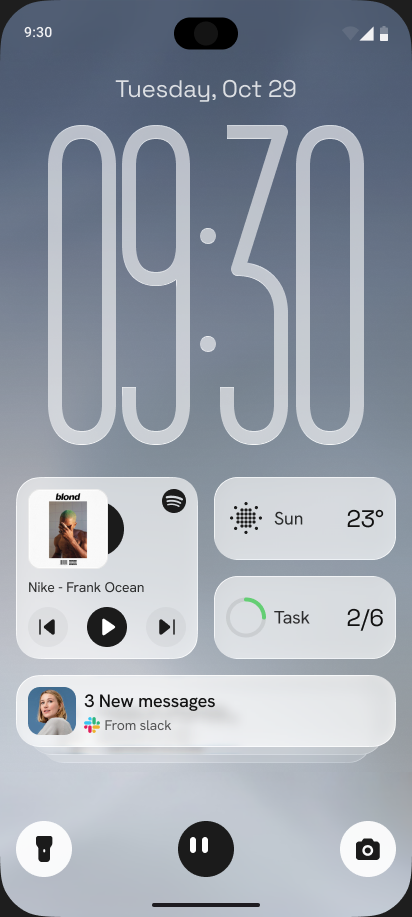 9:30
Tuesday, Oct 29
09:30
blond
Sun
23°
Nike - Frank Ocean
Task
2/6
3 New messages
From slack